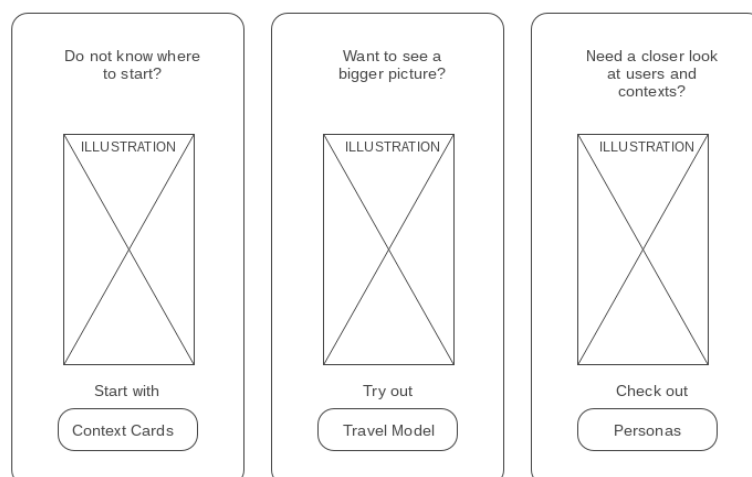 Do not know where
to start?
ILLUSTRATION
Start with
Context Cards
Want to see a
bigger picture?
ILLUSTRATION
Try out
Travel Model
Need a closer look
at users and
contexts?
ILLUSTRATION
Check out
Personas